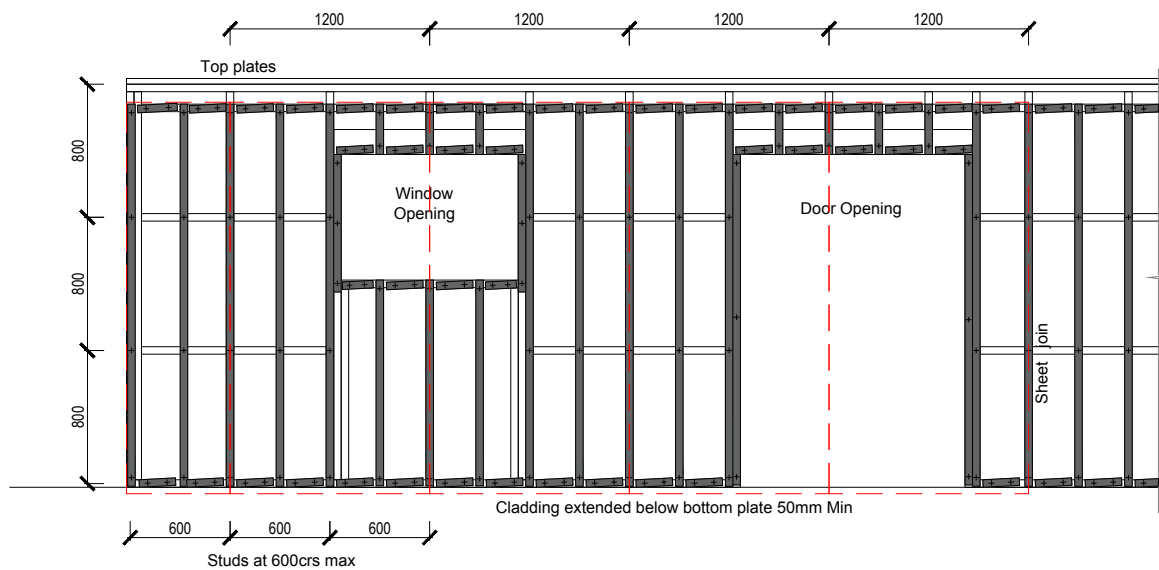 1200
1200
1200
1200
Top plates
800
Window
Opening
Door Opening
800
Sheet join
800
Cladding extended below bottom plate 50mm Min
600
600
600
Studs at 600crs max